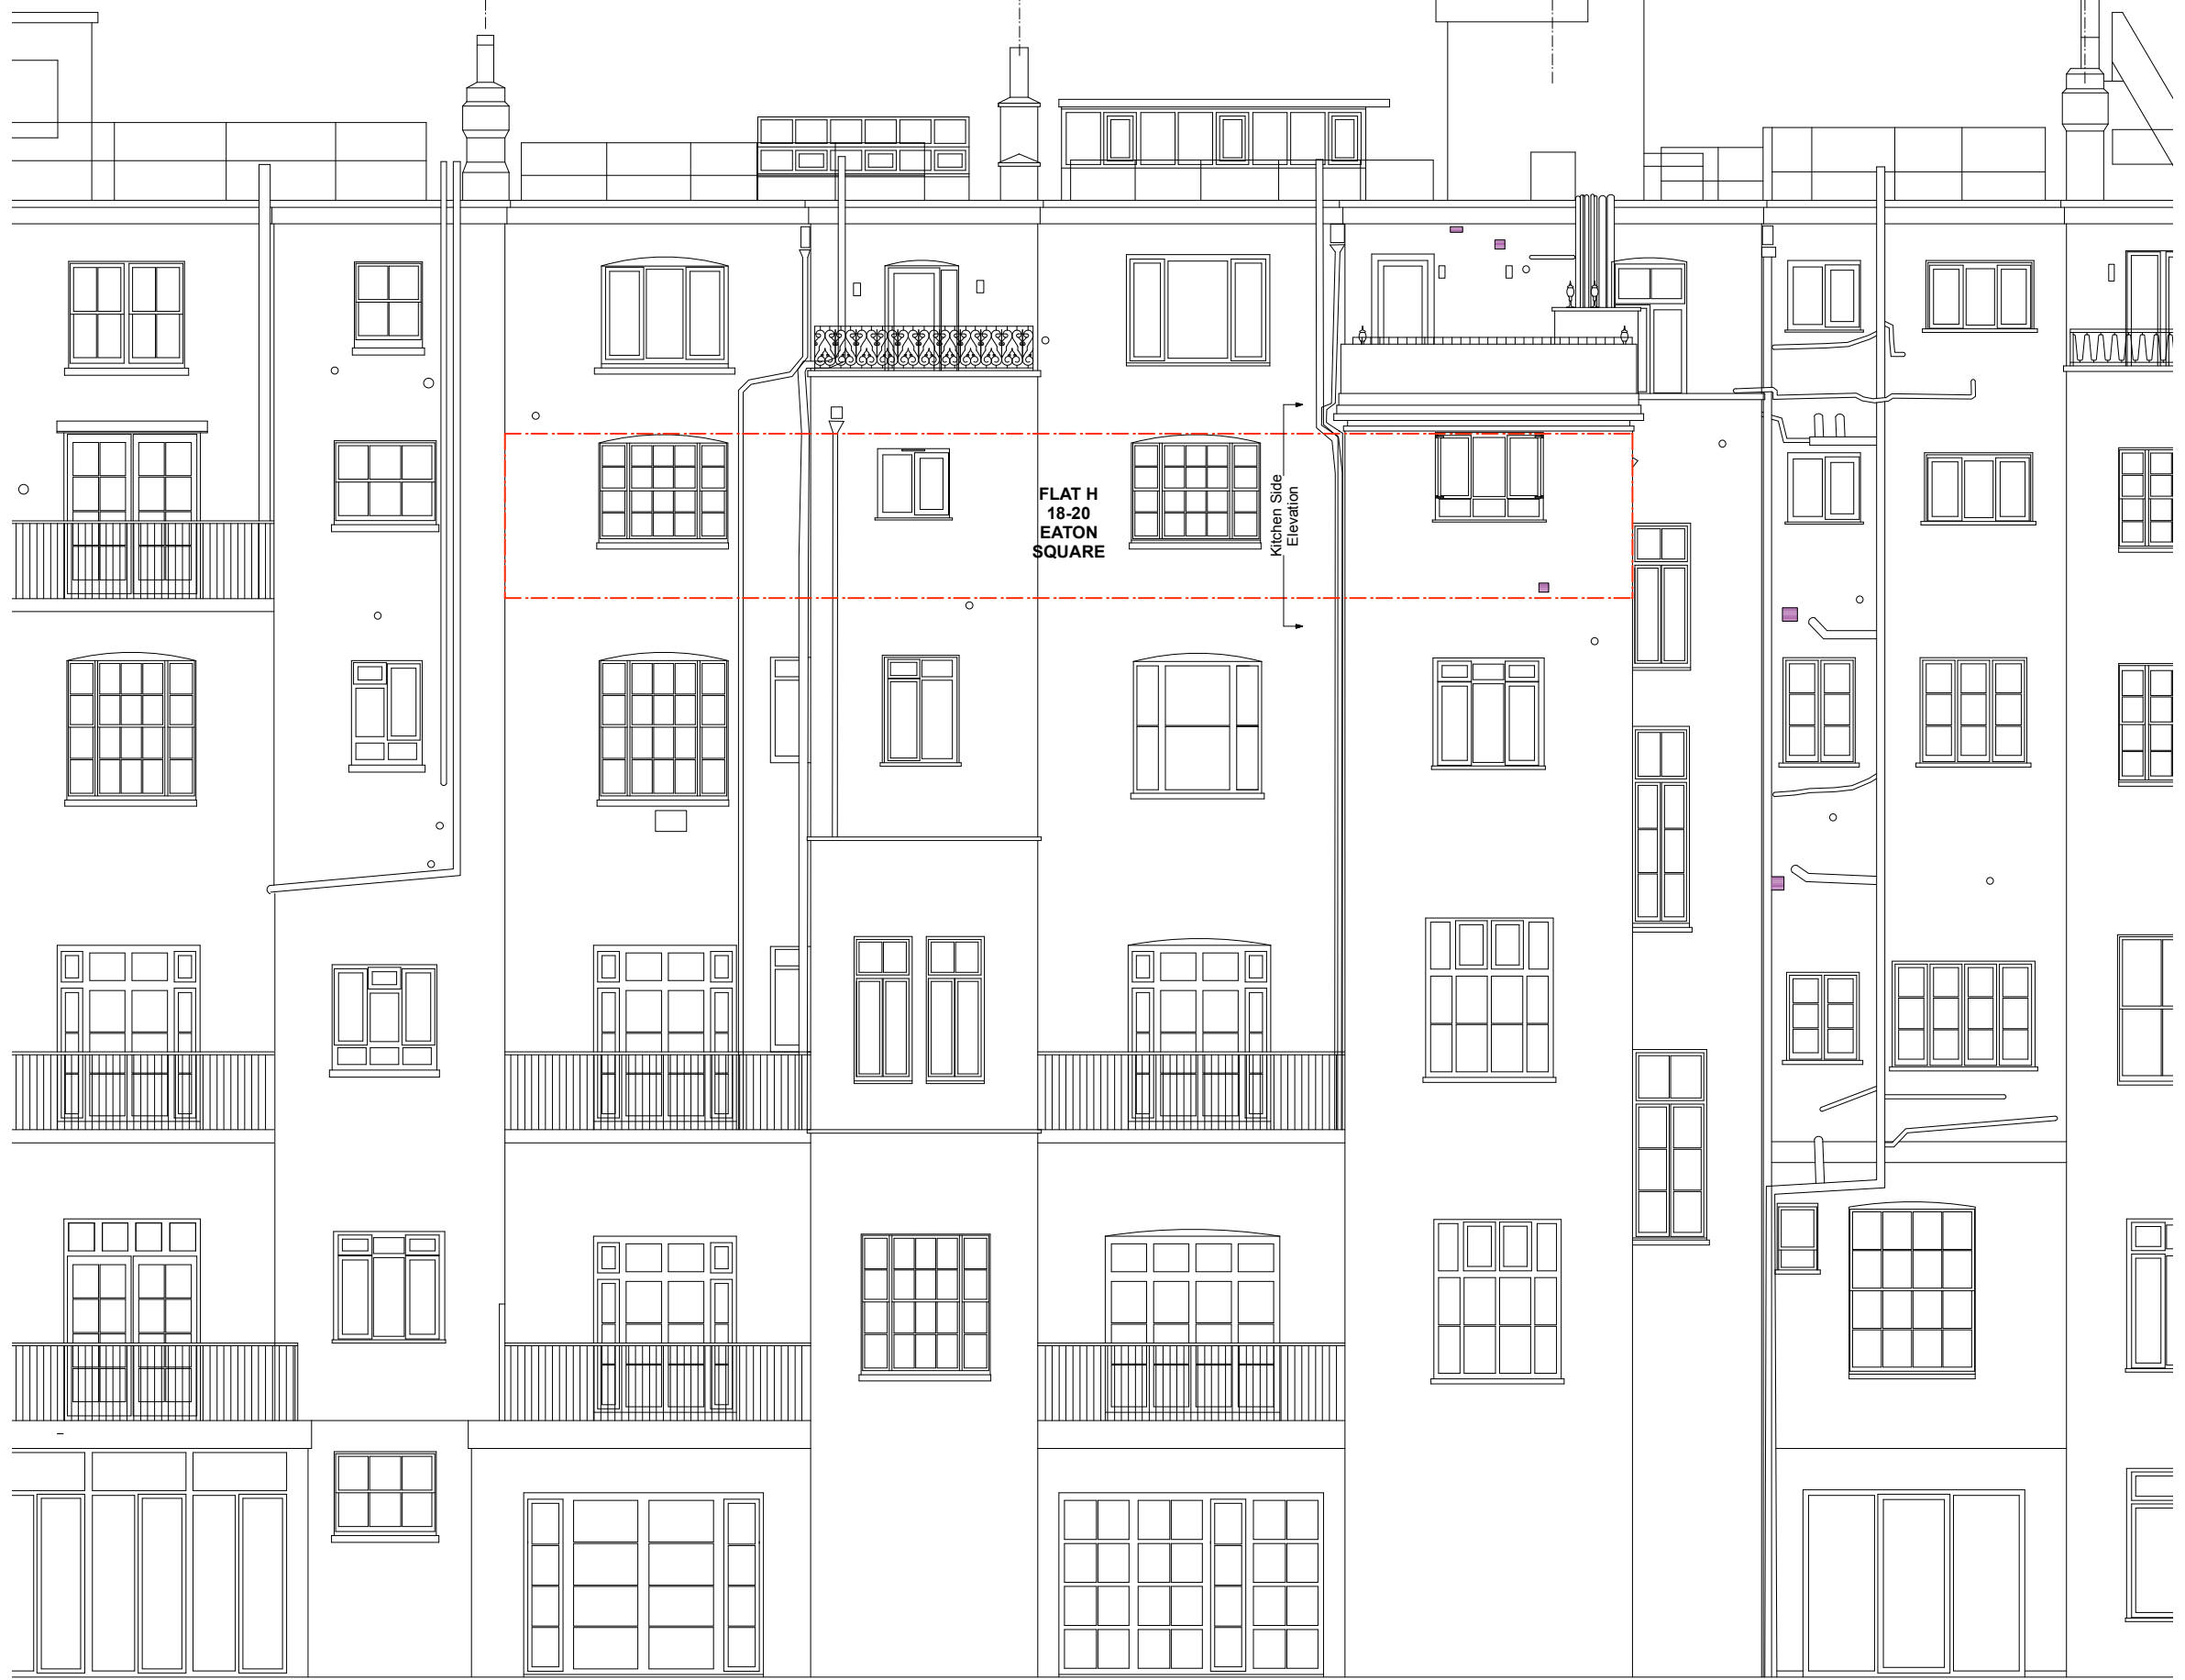 FLAT H
18-20
EATON
SQUARE
Kitchen Side
Elevation